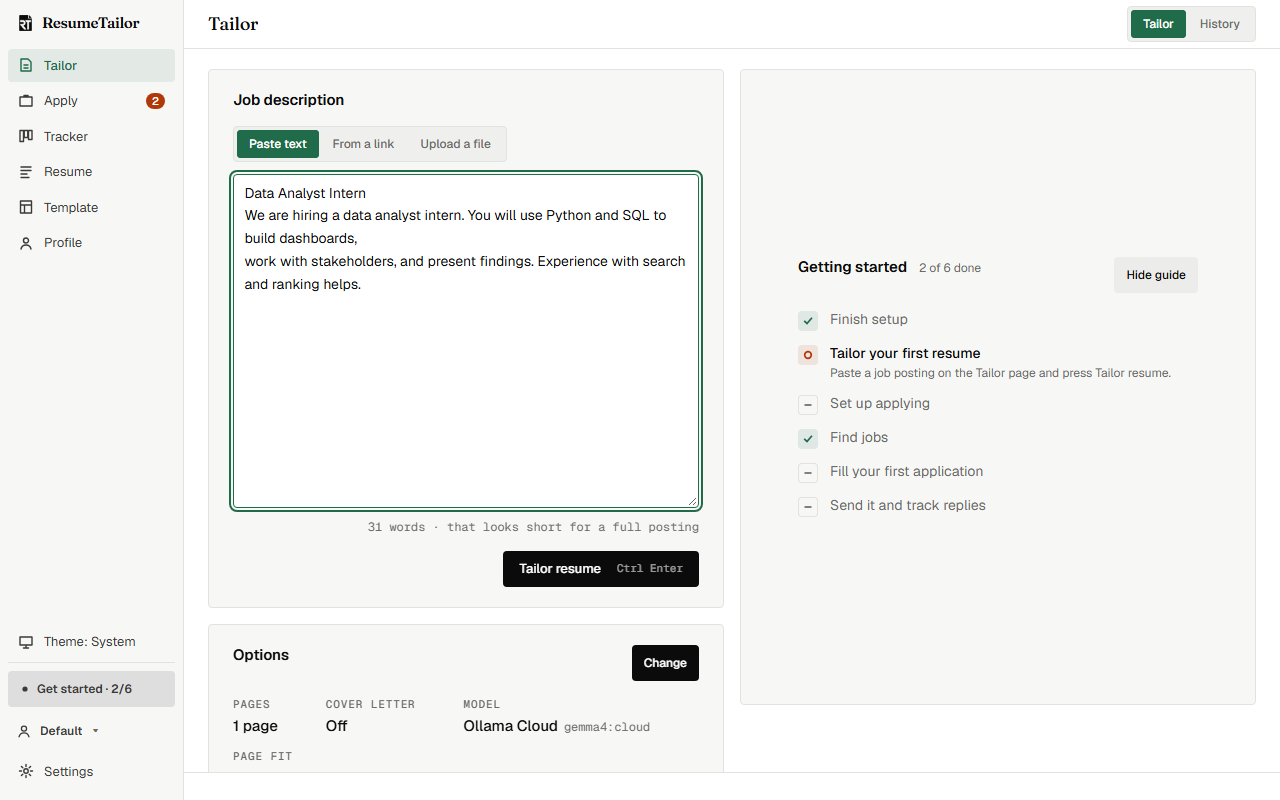 ResumeTailor
Tailor
Apply
2
Tracker
Resume
Template
Profile
Theme: System
Get started · 2/6
Default
Settings
Tailor
Tailor
History
Job description
Paste text
From a link
Upload a file
Data Analyst Intern
We are hiring a data analyst intern. You will use Python and SQL to
build dashboards,
work with stakeholders, and present findings. Experience with search
and ranking helps.
31 words · that looks short for a full posting
Tailor resume Ctrl Enter
Options
Change
PAGES
1 page
COVER LETTER
Off
MODEL
Ollama Cloud gemma4:cloud
PAGE FIT
Getting started 2 of 6 done
Hide guide
Finish setup
Tailor your first resume
Paste a job posting on the Tailor page and press Tailor resume.
Set up applying
Find jobs
Fill your first application
Send it and track replies